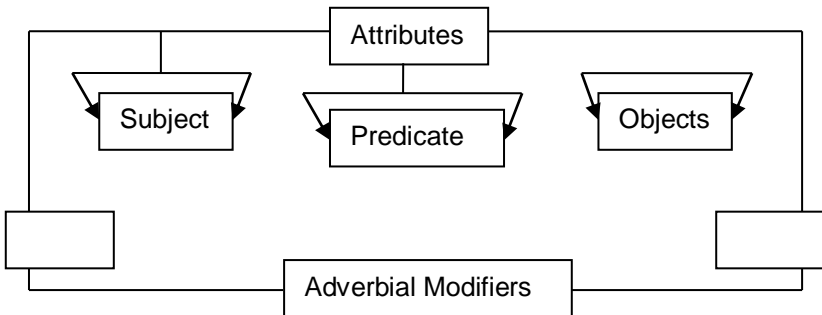 Attributes
Subject
Predicate
Objects
Adverbial Modifiers